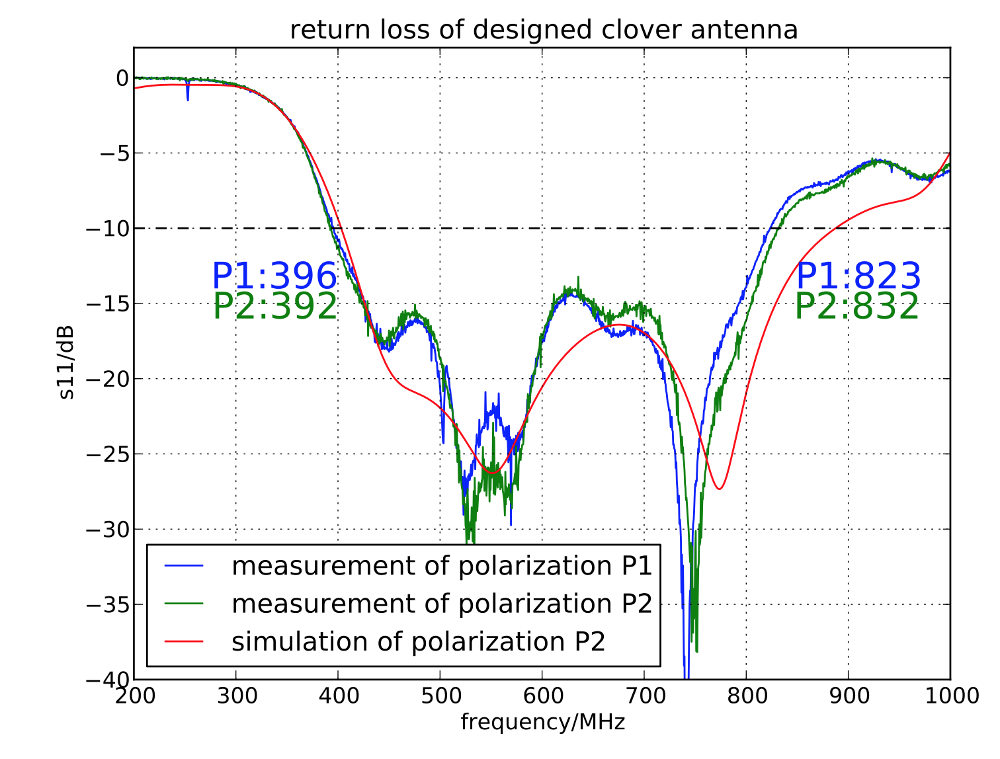 return loss of designed clover antenna
0
−5
−10
−15
−20
−25
−30
−35
−40
s11/dB
P1:396
P2:392
P1:823
P2:832
measurement of polarization P1
measurement of polarization P2
simulation of polarization P2
200 300 400 500 600 700 800 900 1000
frequency/MHz